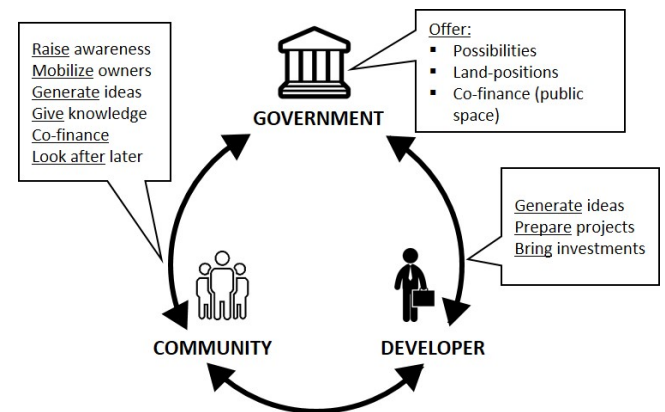 Raise awareness
Mobilize owners
Generate ideas
Give knowledge
Co-finance
Look after later
Offer:
▪ Possibilities
▪ Land-positions
▪ Co-finance (public
space)
GOVERNMENT
Generate ideas
Prepare projects
Bring investments
COMMUNITY
DEVELOPER